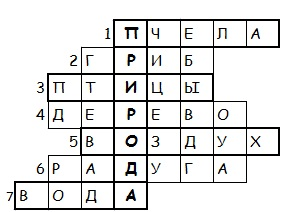 1 ПЧЕЛА
2 ГРИБ
3 ПТИЦЫ
4 ДЕРЕВО
5 ВОЗДУХ
6 РАДУГА
7 ВОДА